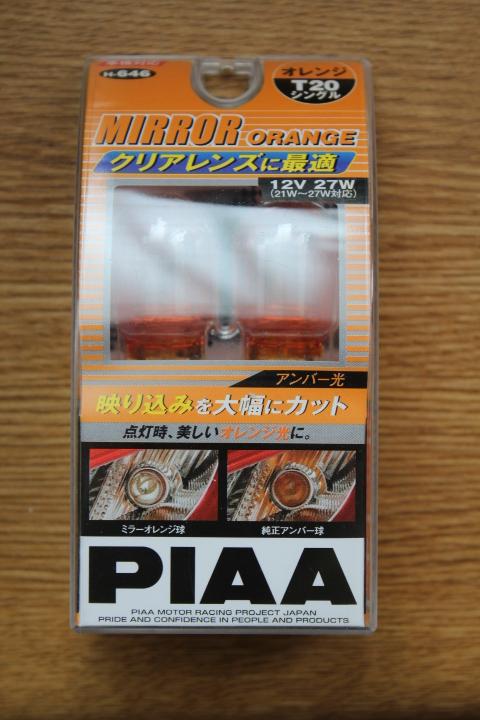 車検対応
H-646
オレンジ
T20
シングル
MIRROR ORANGE
クリアレンズに最適
12V 27W
(21W～27W対応)
アンバー光
映り込みを大幅にカット
点灯時、美しいオレンジ光に。
ミラーオレンジ球
純正アンバー球
PIAA
PIAA MOTOR RACING PROJECT JAPAN
PRIDE AND CONFIDENCE IN PEOPLE AND PRODUCTS